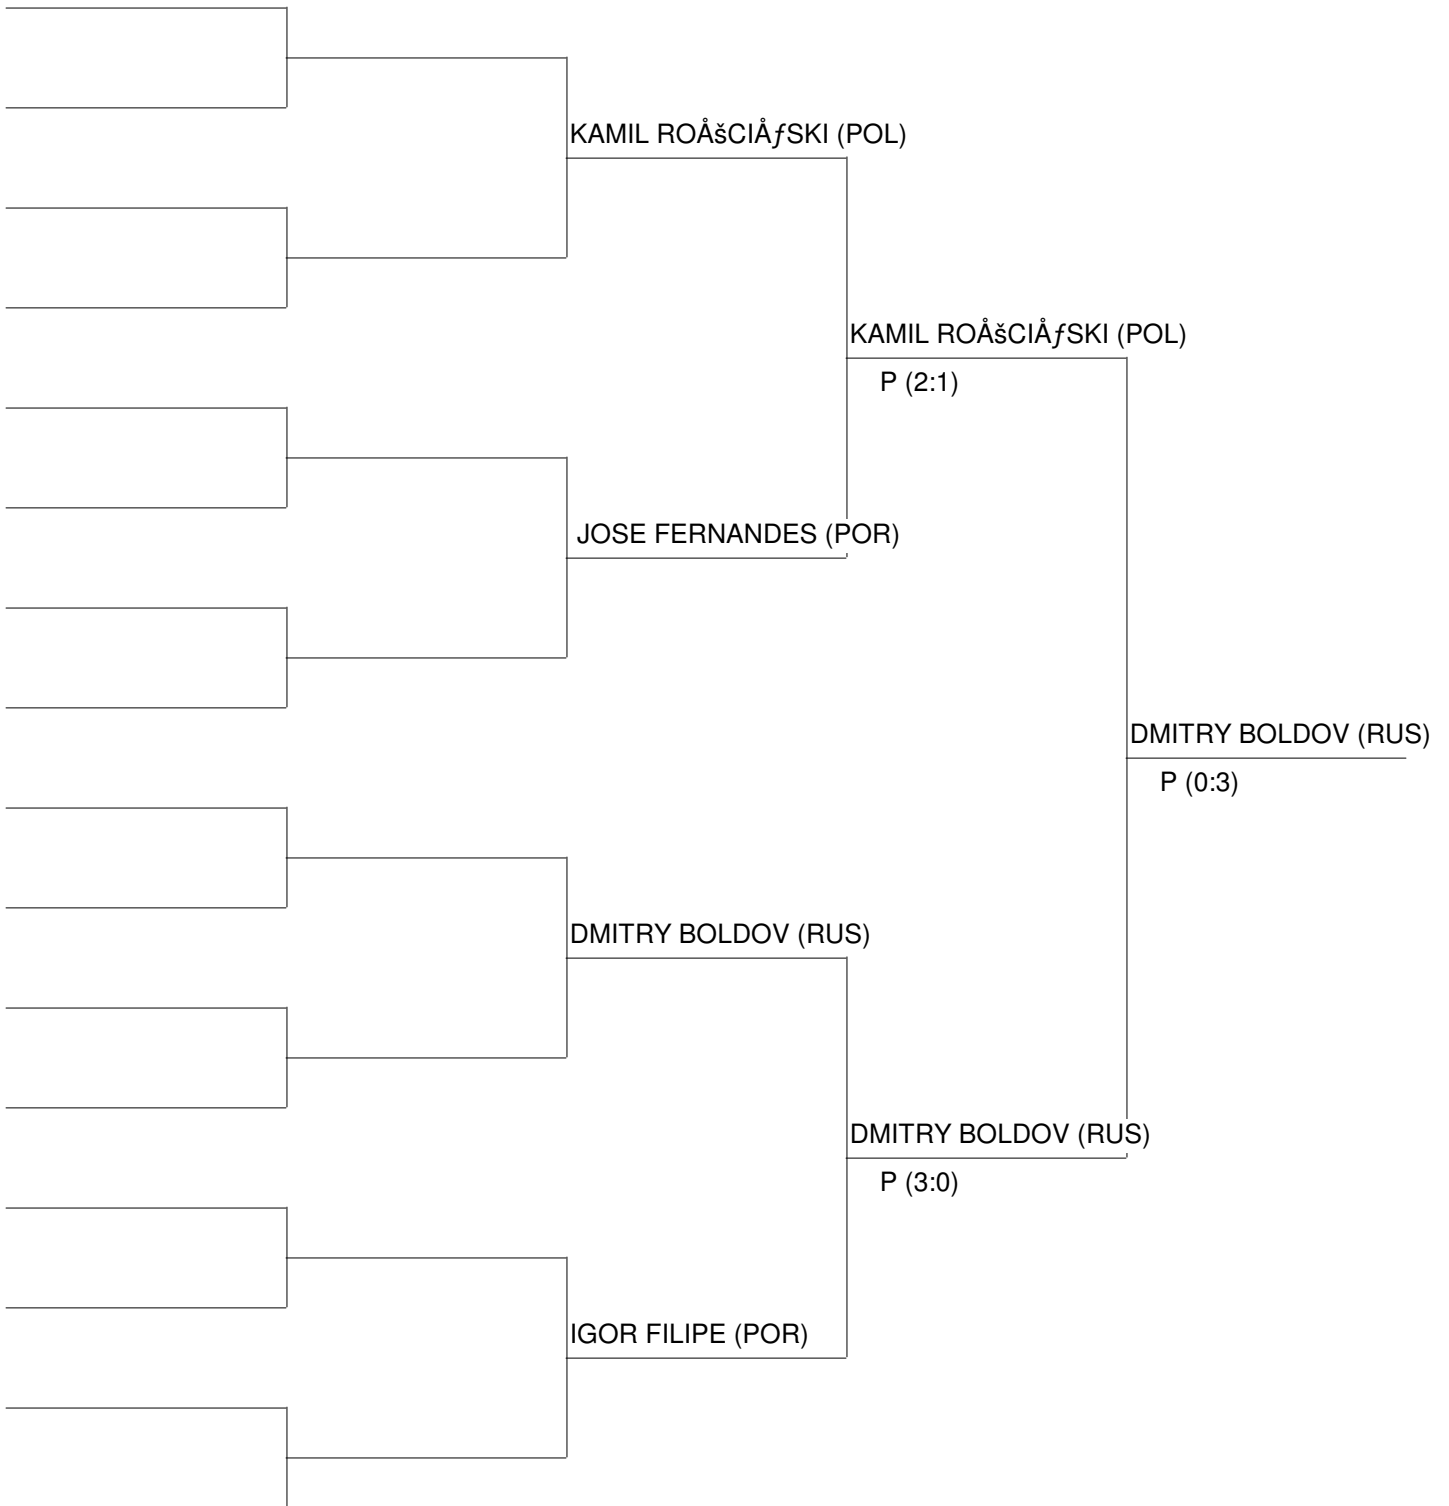 KAMIL ROÅšCIÅƒSKI (POL)
KAMIL ROÅšCIÅƒSKI (POL)
P (2:1)
JOSE FERNANDES (POR)
DMITRY BOLDOV (RUS)
P (0:3)
DMITRY BOLDOV (RUS)
DMITRY BOLDOV (RUS)
P (3:0)
IGOR FILIPE (POR)